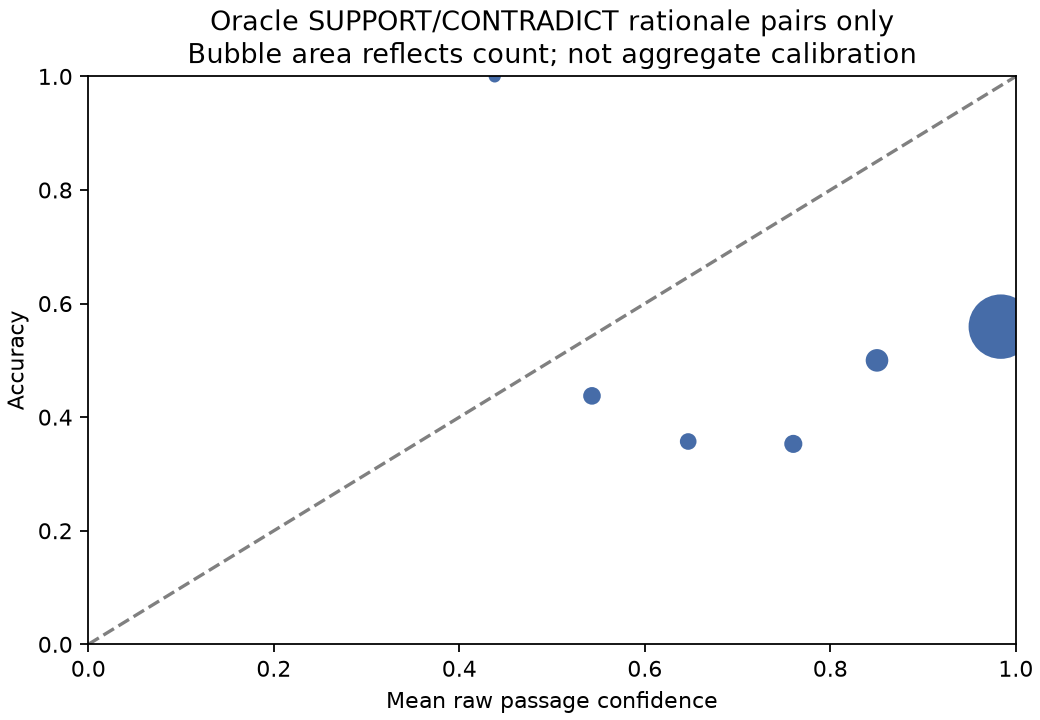 Oracle SUPPORT/CONTRADICT rationale pairs only
Bubble area reflects count; not aggregate calibration
1.0
0.8
0.6
0.4
0.2
0.0
Accuracy
0.0 0.2 0.4 0.6 0.8 1.0
Mean raw passage confidence